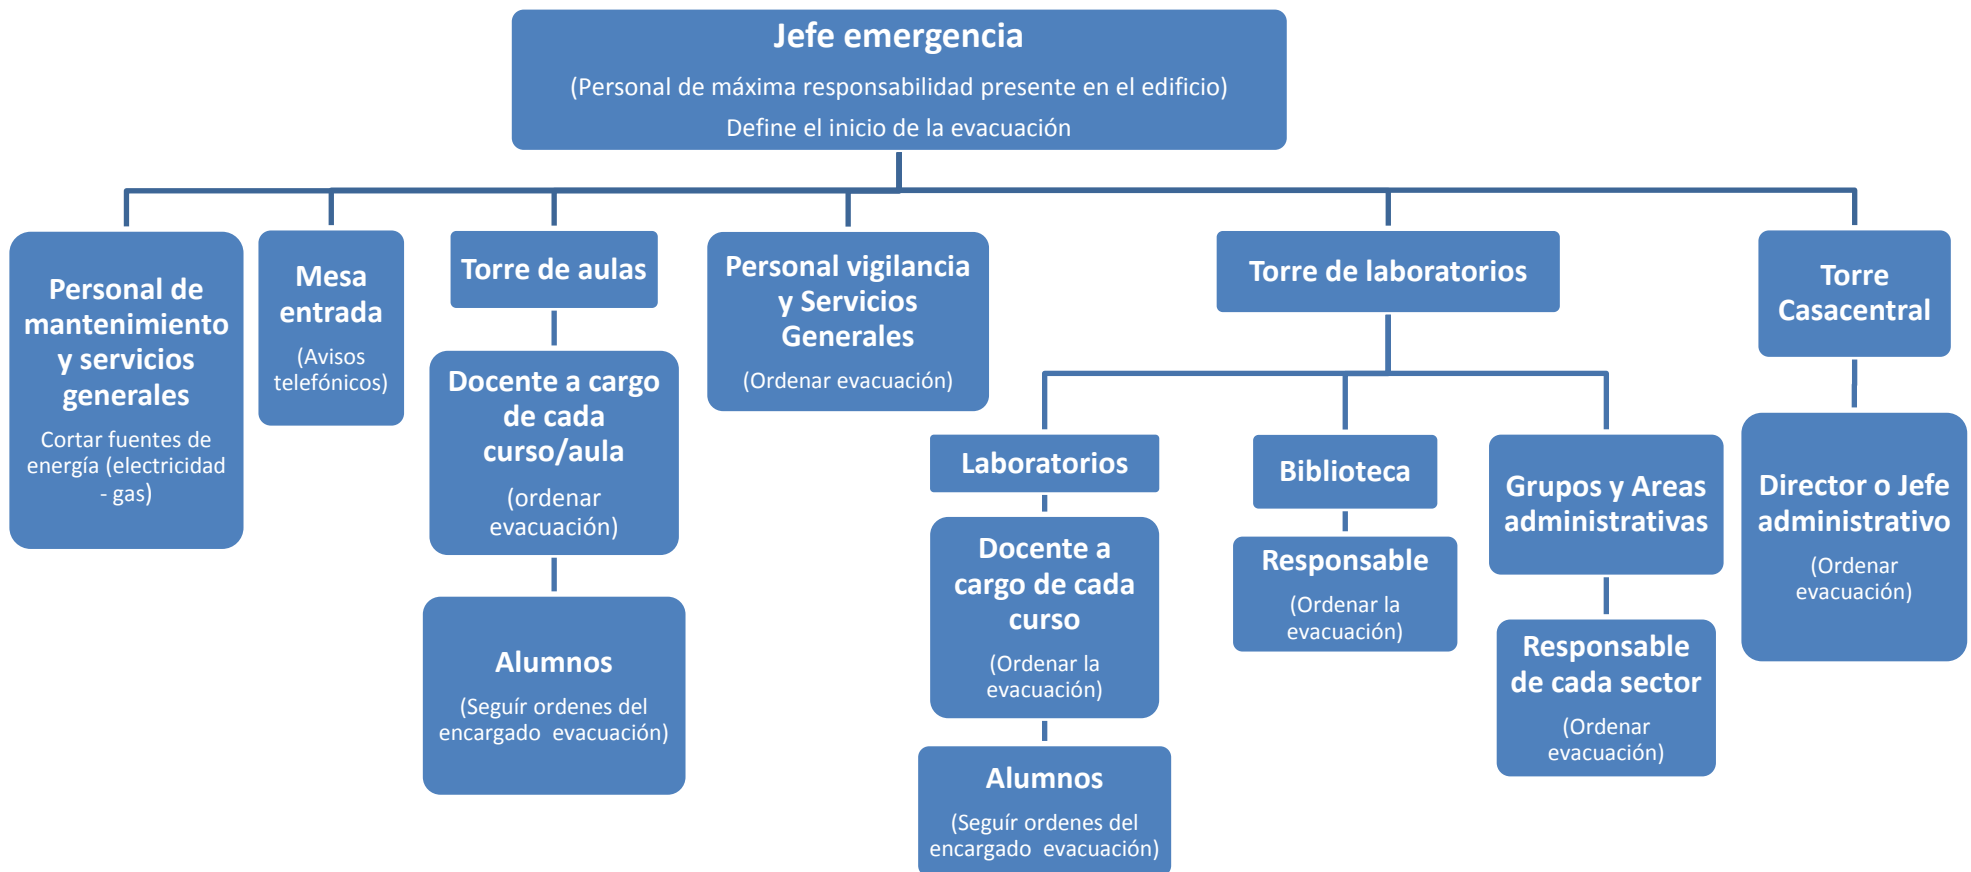 Jefe emergencia
(Personal de máxima responsabilidad presente en el edificio)
Define el inicio de la evacuación
Personal de
mantenimiento
y servicios
generales
Cortar fuentes de
energía (electricidad
- gas)
Mesa
entrada
(Avisos
telefónicos)
Torre de aulas
Docente a cargo
de cada
curso/aula
(ordenar
evacuación)
Alumnos
(Seguír ordenes del
encargado  evacuación)
Personal vigilancia
y Servicios
Generales
(Ordenar evacuación)
Torre de laboratorios
Laboratorios
Docente a
cargo de cada
curso
(Ordenar la
evacuación)
Alumnos
(Seguír ordenes del
encargado  evacuación)
Biblioteca
Responsable
(Ordenar la
evacuación)
Grupos y Areas
administrativas
Responsable
de cada sector
(Ordenar
evacuación)
Torre
Casacentral
Director o Jefe
administrativo
(Ordenar
evacuación)